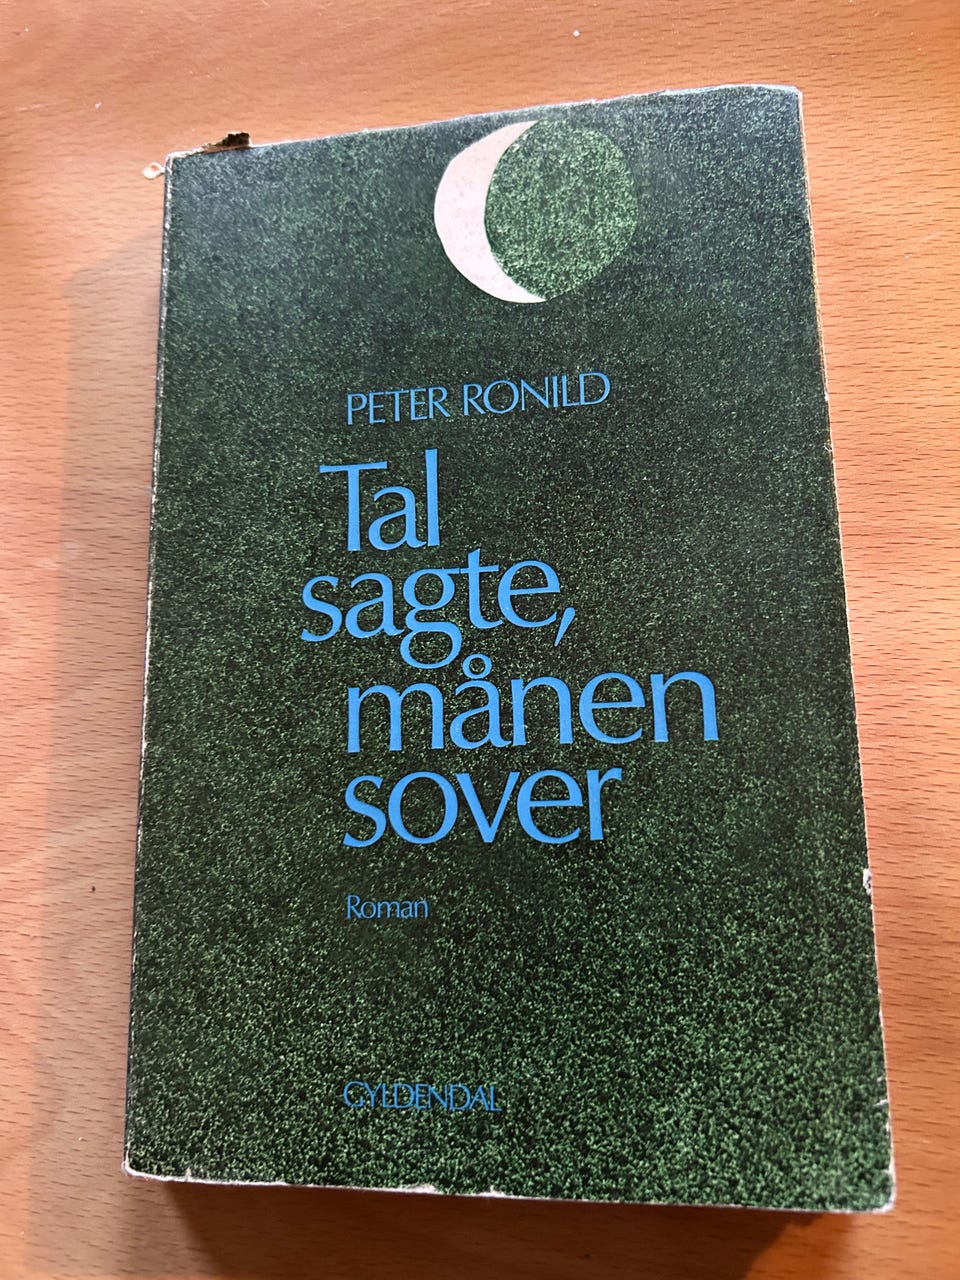 PETER RONILD
Tal
sagte,
månen
sover
Roman
GYLDENDAL